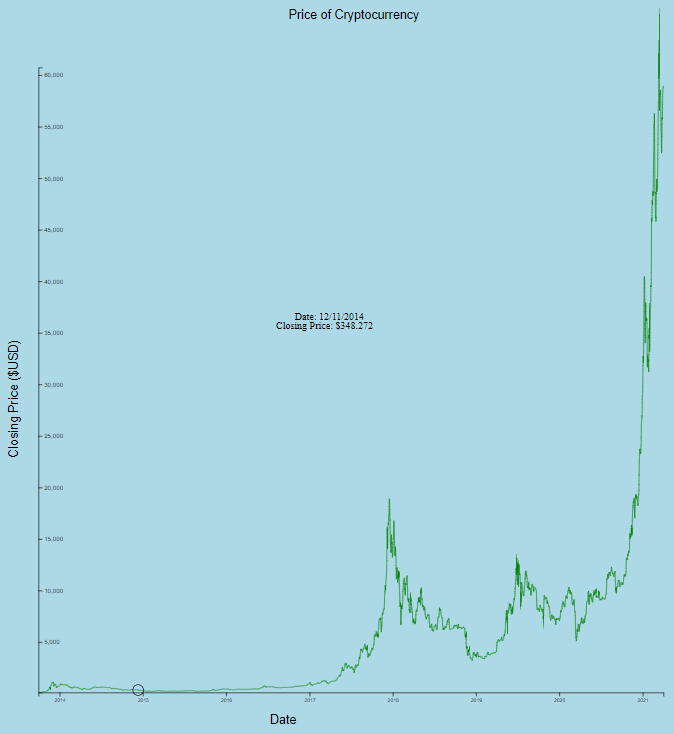 Price of Cryptocurrency
60,000
55,000
50,000
45,000
40,000
Date: 12/11/2014
Closing Price: $348.272
35,000
Closing Price ($USD)
30,000
25,000
20,000
15,000
10,000
5,000
2014 2015 2016 2017 2018 2019 2020 2021
Date